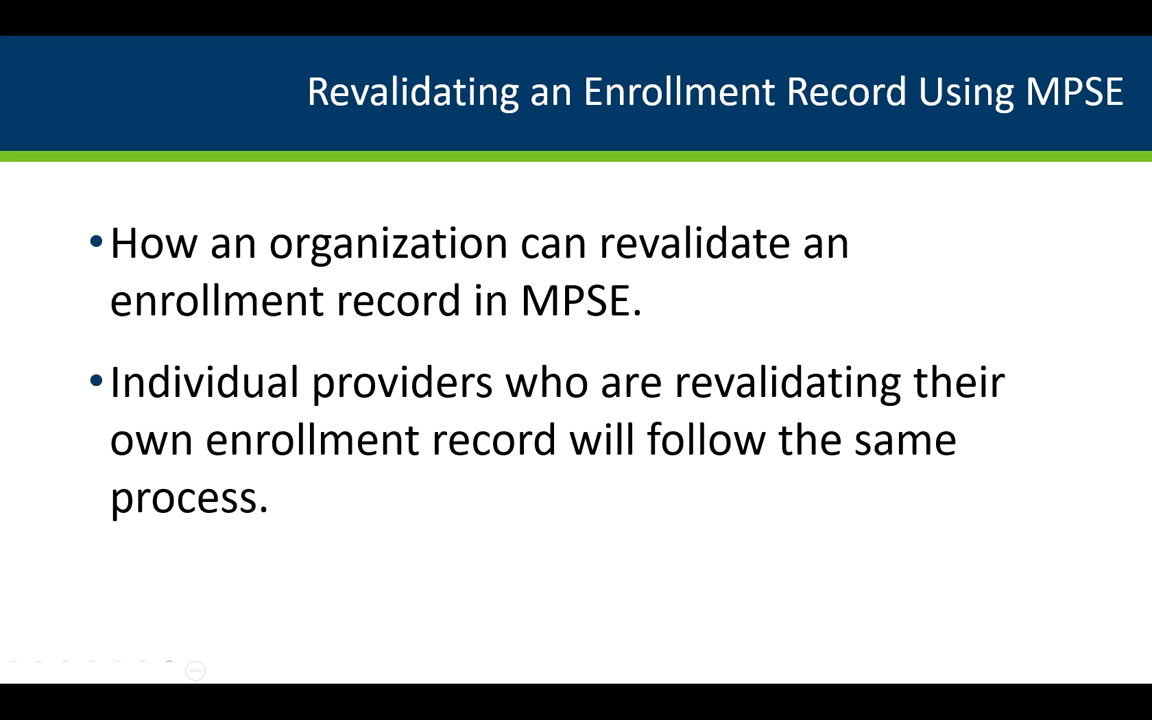 Revalidating an Enrollment Record Using MPSE
•How an organization can revalidate an
enrollment record in MPSE.
•Individual providers who are revalidating their
own enrollment record will follow the same
process.